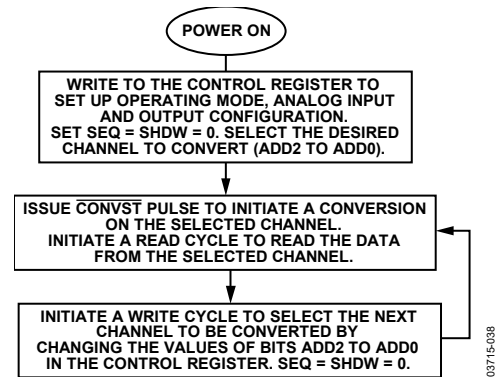 POWER ON
WRITE TO THE CONTROL REGISTER TO
SET UP OPERATING MODE, ANALOG INPUT
AND OUTPUT CONFIGURATION.
SET SEQ = SHDW = 0. SELECT THE DESIRED
CHANNEL TO CONVERT (ADD2 TO ADD0).
ISSUE CONVST PULSE TO INITIATE A CONVERSION
ON THE SELECTED CHANNEL.
INITIATE A READ CYCLE TO READ THE DATA
FROM THE SELECTED CHANNEL.
INITIATE A WRITE CYCLE TO SELECT THE NEXT
CHANNEL TO BE CONVERTED BY
CHANGING THE VALUES OF BITS ADD2 TO ADD0
IN THE CONTROL REGISTER. SEQ = SHDW = 0.
03715-038